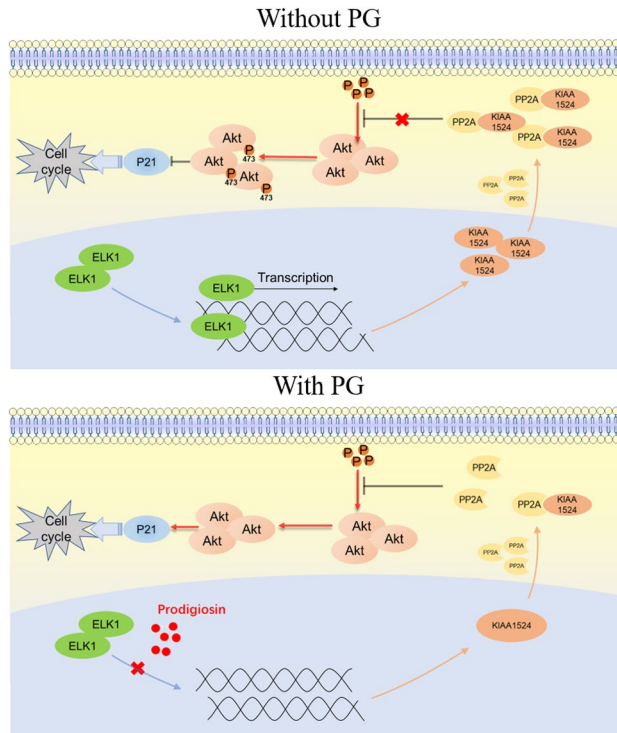 Without PG
P
P P
P
KIAA
1524
PP2A
KIAA
1524
PP2A
KIAA
1524
PP2A
Akt
P
473
Akt
Akt
P
473
P
473
Akt
Akt
Akt
P21
Cell
cycle
PP2A
PP2A
PP2A
KIAA
1524
KIAA
1524
KIAA
1524
ELK1
ELK1
ELK1
Transcription
ELK1
With PG
P
P P
P
PP2A
PP2A
PP2A
KIAA
1524
Akt
Akt
Akt
Akt
Akt
Akt
P21
Cell
cycle
PP2A
PP2A
PP2A
Prodigiosin
ELK1
ELK1
KIAA1524